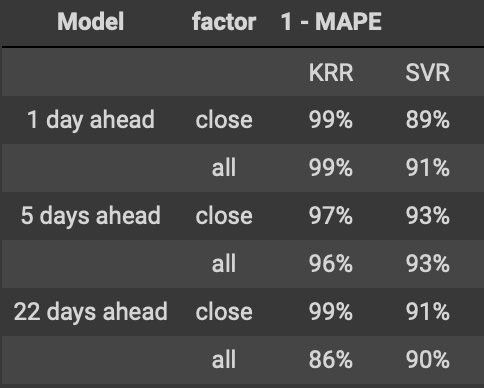 Model factor 1 - MAPE
KRR SVR
1 day ahead close 99% 89%
all 99% 91%
5 days ahead close 97% 93%
all 96% 93%
22 days ahead close 99% 91%
all 86% 90%